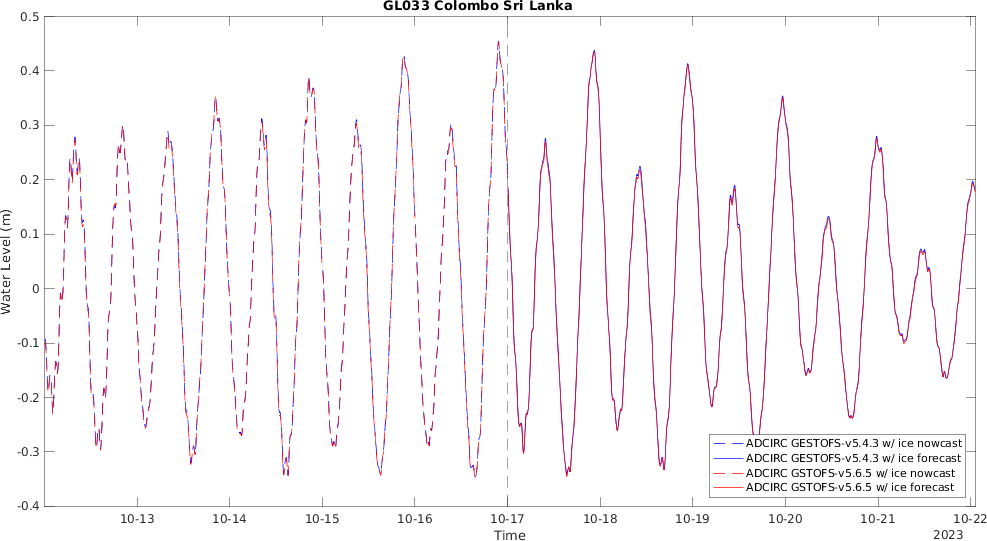 GL033 Colombo Sri Lanka
0.5
0.4
0.3
0.2
0.1
0
-0.1
-0.2
-0.3
-0.4
Water Level (m)
ADCIRC GESTOFS-v5.4.3 w/ ice nowcast
ADCIRC GESTOFS-v5.4.3 w/ ice forecast
ADCIRC GSTOFS-v5.6.5 w/ ice nowcast
ADCIRC GSTOFS-v5.6.5 w/ ice forecast
10-13 10-14 10-15 10-16 10-17 10-18 10-19 10-20 10-21 10-22
Time
2023